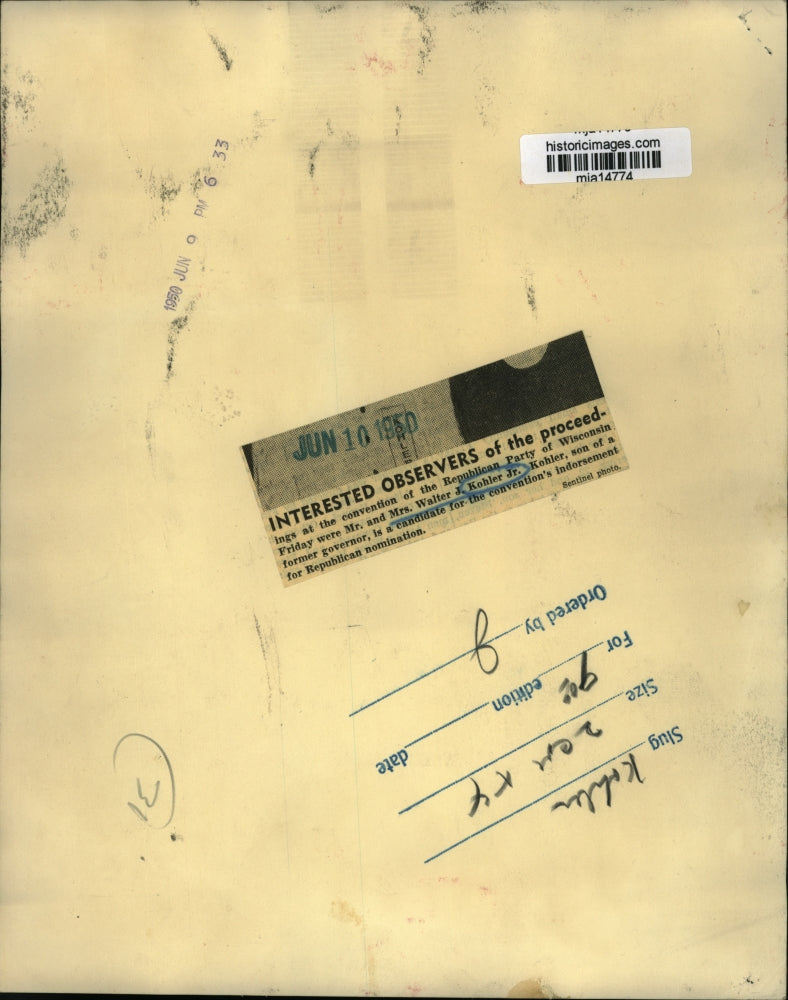 historicimages.com
mja14774
1950 JUN 9 PM 6 33
JUN 10 1950
INTERESTED OBSERVERS of the proceed-
ings at the convention of the Republican Party of Wisconsin
Friday were Mr. and Mrs. Walter J. Kohler Jr. Kohler, son of a
former governor, is a candidate for the convention's indorsement
for Republican nomination.
Sentinel photo.
Ordered by
For edition date
Size
Slug Kohler
31